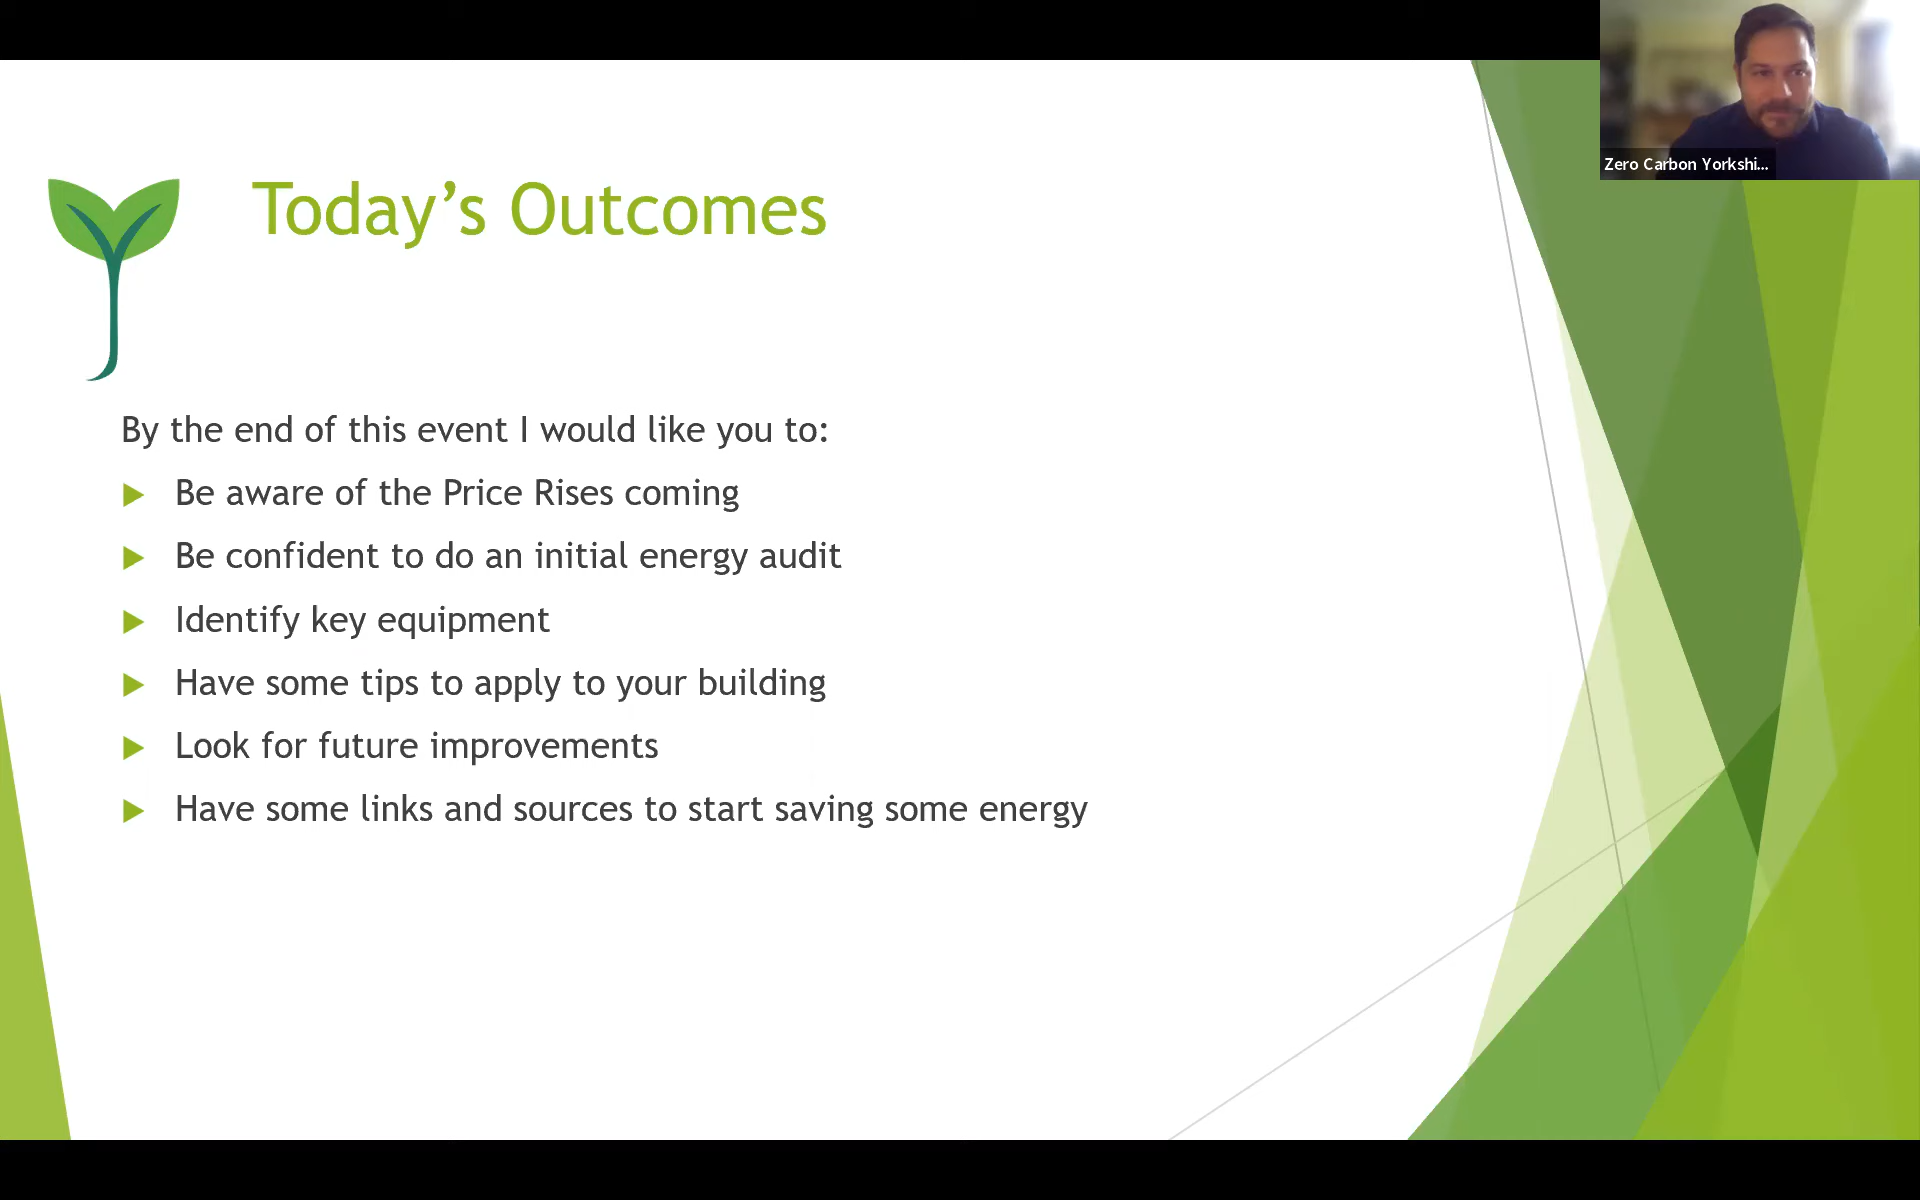 Zero Carbon Yorkshi...
Today’s Outcomes
By the end of this event I would like you to:
Be aware of the Price Rises coming
Be confident to do an initial energy audit
Identify key equipment
Have some tips to apply to your building
Look for future improvements
Have some links and sources to start saving some energy